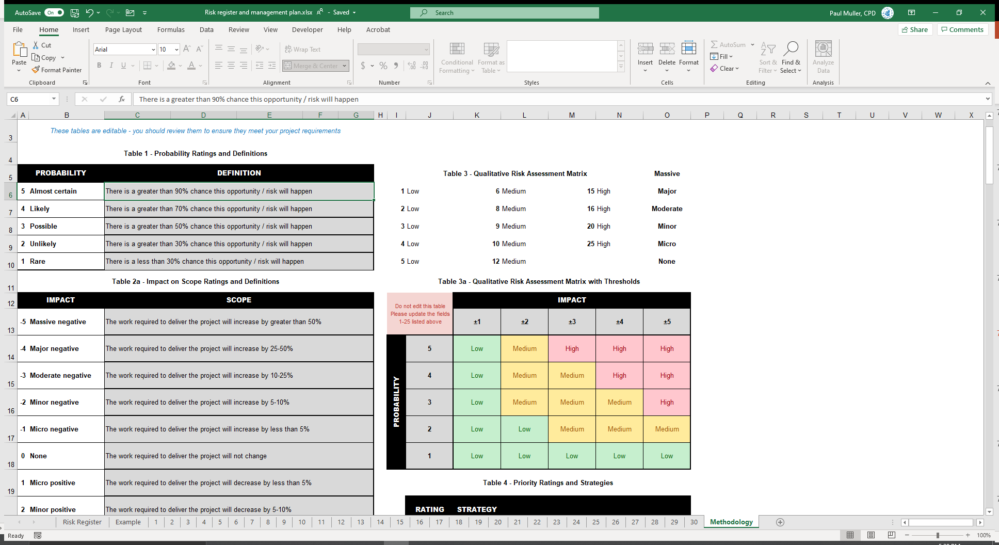 AutoSave On
Risk register and management plan.xlsx - Saved
Search
Paul Muller, CPD
File Home Insert Page Layout Formulas Data Review View Developer Help Acrobat
Share Comments
Paste
Cut
Copy
Format Painter
Clipboard
Arial 10 A A
B I U A
Font
ab Wrap Text
Merge & Center
Alignment
$ % 9
Number
Conditional Formatting
Format as Table
Styles
Insert Delete Format
Cells
AutoSum
Fill
Clear
Sort & Filter
Find & Select
Editing
Analyze Data
Analysis
C6 fx There is a greater than 90% chance this opportunity / risk will happen
A B C D E F G H I J K L M N O P Q R S T U V W X
3 These tables are editable - you should review them to ensure they meet your project requirements
4 Table 1 - Probability Ratings and Definitions
5 PROBABILITY DEFINITION
6 5 Almost certain There is a greater than 90% chance this opportunity / risk will happen
7 4 Likely There is a greater than 70% chance this opportunity / risk will happen
8 3 Possible There is a greater than 50% chance this opportunity / risk will happen
9 2 Unlikely There is a greater than 30% chance this opportunity / risk will happen
10 1 Rare There is a less than 30% chance this opportunity / risk will happen
Table 3 - Qualitative Risk Assessment Matrix Massive
1 Low 6 Medium 15 High Major
2 Low 8 Medium 16 High Moderate
3 Low 9 Medium 20 High Minor
4 Low 10 Medium 25 High Micro
5 Low 12 Medium None
11 Table 2a - Impact on Scope Ratings and Definitions
12 IMPACT SCOPE
13 -5 Massive negative The work required to deliver the project will increase by greater than 50%
14 -4 Major negative The work required to deliver the project will increase by 25-50%
15 -3 Moderate negative The work required to deliver the project will increase by 10-25%
16 -2 Minor negative The work required to deliver the project will increase by 5-10%
17 -1 Micro negative The work required to deliver the project will increase by less than 5%
18 0 None The work required to deliver the project will not change
19 1 Micro positive The work required to deliver the project will decrease by less than 5%
2 Minor positive The work required to deliver the project will decrease by 5-10%
Table 3a - Qualitative Risk Assessment Matrix with Thresholds
Do not edit this table
Please update the fields
1-25 listed above
IMPACT
±1 ±2 ±3 ±4 ±5
PROBABILITY
5 Low Medium High High High
4 Low Medium Medium High High
3 Low Medium Medium Medium High
2 Low Low Medium Medium Medium
1 Low Low Low Low Low
Table 4 - Priority Ratings and Strategies
RATING STRATEGY
Risk Register Example 1 2 3 4 5 6 7 8 9 10 11 12 13 14 15 16 17 18 19 20 21 22 23 24 25 26 27 28 29 30 Methodology
Ready 100%